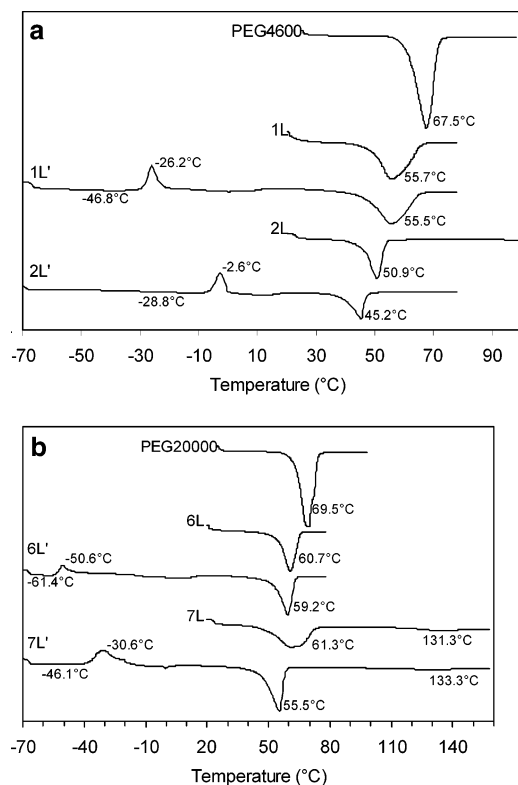 a
PEG4600
67.5°C
1L
55.7°C
-26.2°C
1L'
-46.8°C
55.5°C
2L
50.9°C
-2.6°C
2L'
-28.8°C
45.2°C
-70 -50 -30 -10 10 30 50 70 90
Temperature (°C)
b
PEG20000
69.5°C
6L
60.7°C
6L'
-50.6°C
-61.4°C
59.2°C
7L
61.3°C
131.3°C
7L'
-30.6°C
-46.1°C
133.3°C
55.5°C
-70 -40 -10 20 50 80 110 140
Temperature (°C)